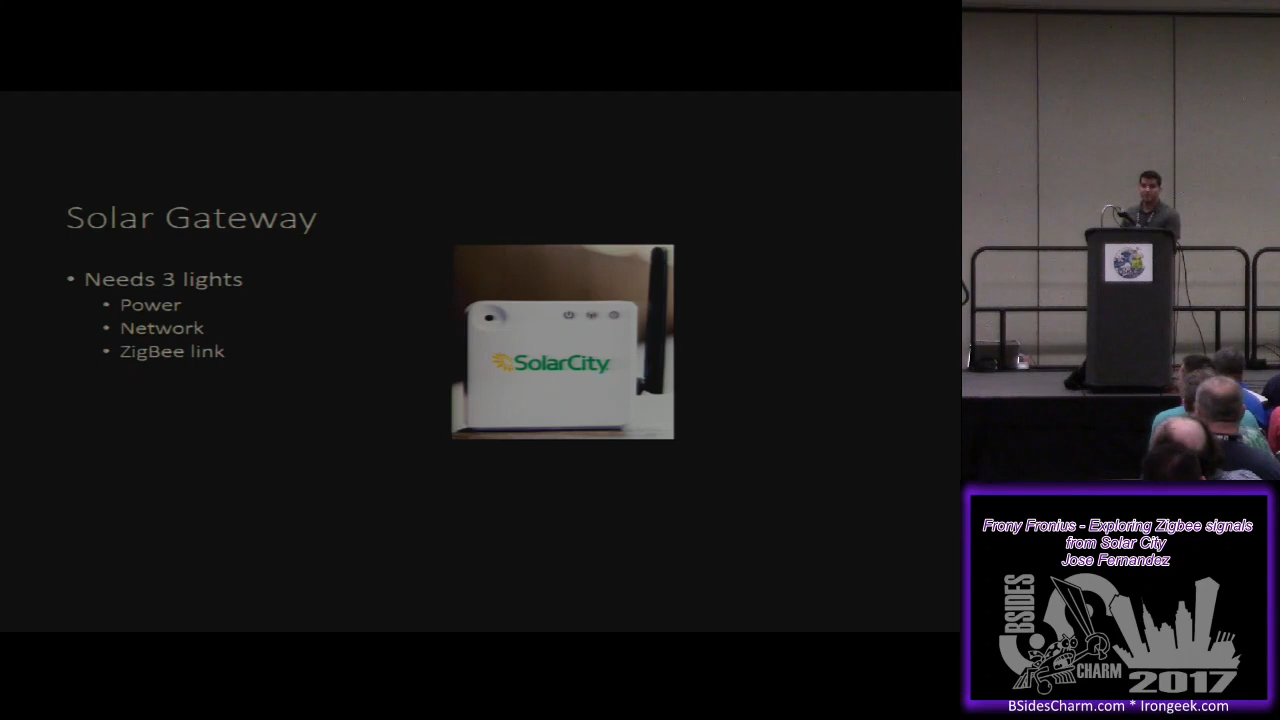 Solar Gateway
• Needs 3 lights
• Power
• Network
• ZigBee link
SolarCity
Frony Fronius - Exploring Zigbee signals
from Solar City
Jose Fernandez
BSIDES
CHARM
2017
BSidesCharm.com * Irongeek.com